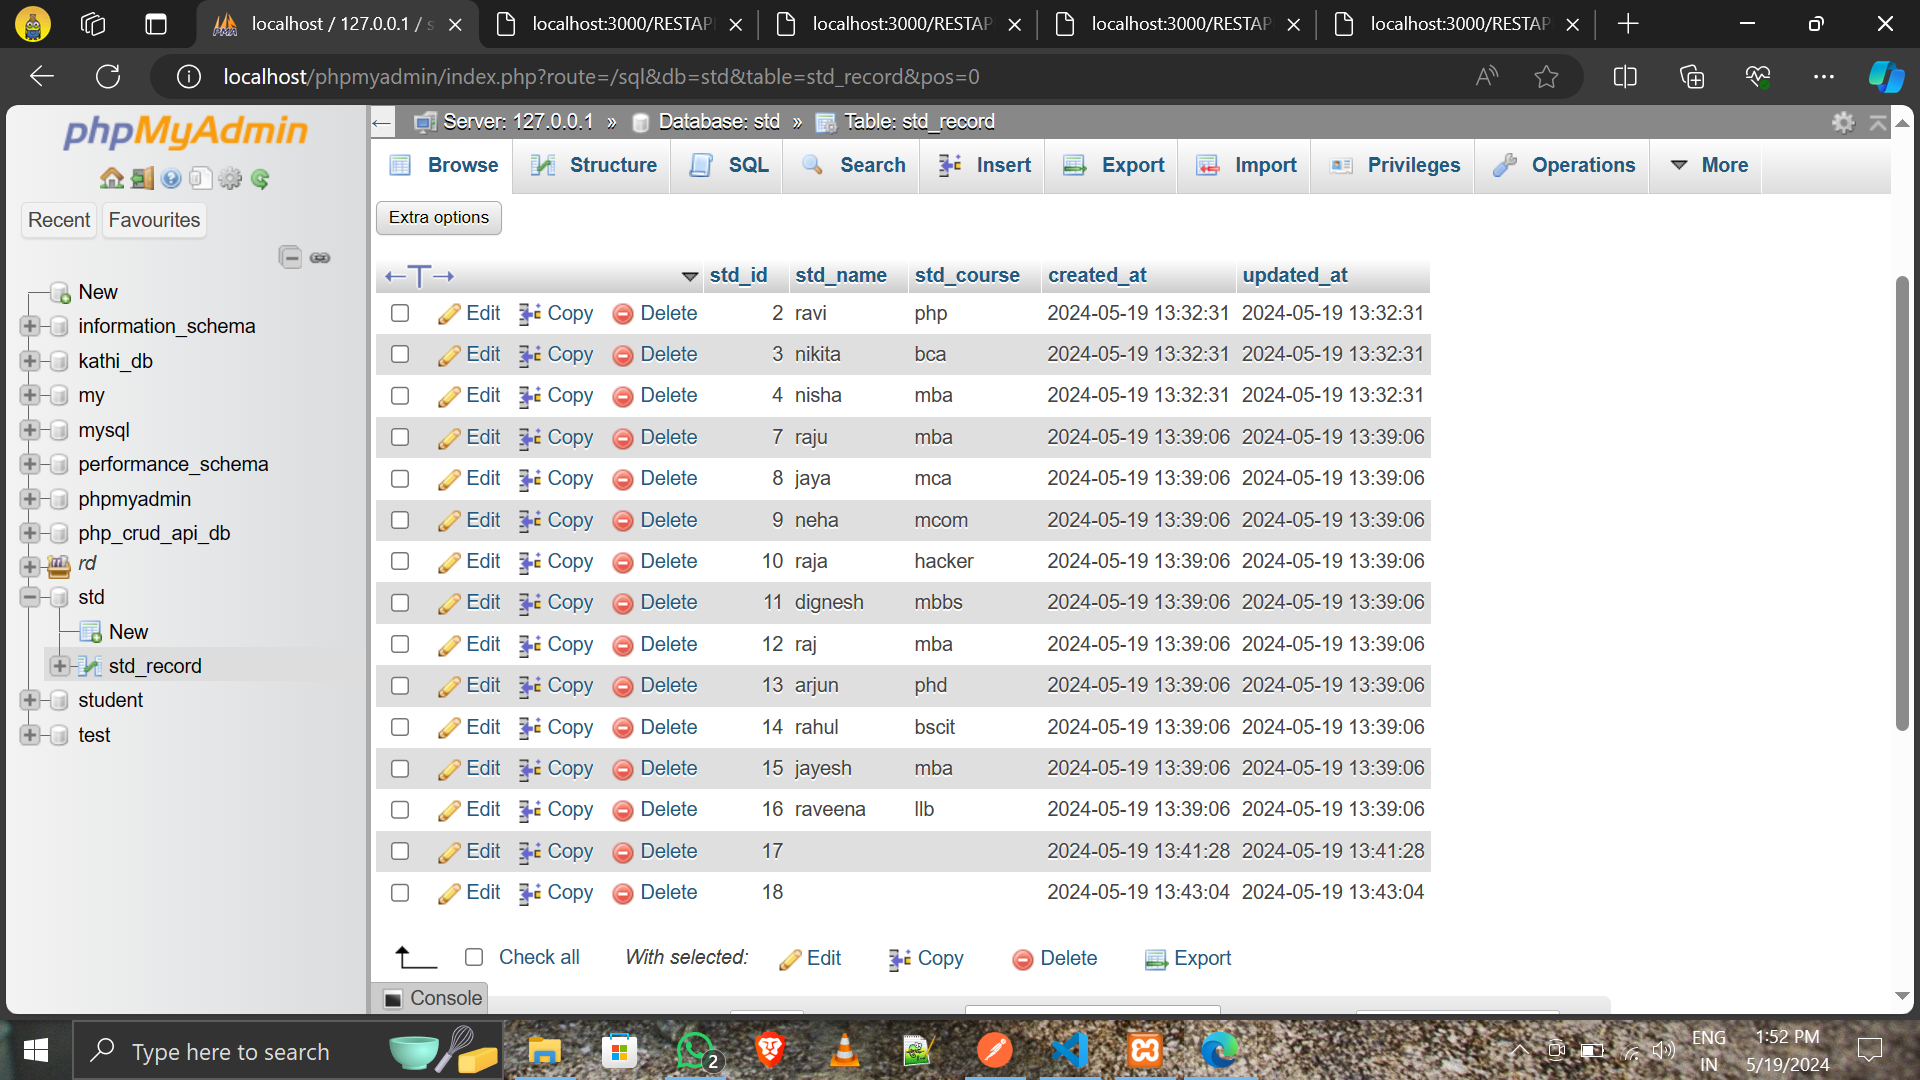 localhost / 127.0.0.1 / s
localhost:3000/RESTAP
localhost:3000/RESTAP
localhost:3000/RESTAP
localhost:3000/RESTAP
localhost/phpmyadmin/index.php?route=/sql&db=std&table=std_record&pos=0
phpMyAdmin
Recent Favourites
New
information_schema
kathi_db
my
mysql
performance_schema
phpmyadmin
php_crud_api_db
rd
std
New
std_record
student
test
Server: 127.0.0.1 » Database: std » Table: std_record
Browse Structure SQL Search Insert Export Import Privileges Operations More
Extra options
std_id std_name std_course created_at updated_at
Edit Copy Delete 2 ravi php 2024-05-19 13:32:31 2024-05-19 13:32:31
Edit Copy Delete 3 nikita bca 2024-05-19 13:32:31 2024-05-19 13:32:31
Edit Copy Delete 4 nisha mba 2024-05-19 13:32:31 2024-05-19 13:32:31
Edit Copy Delete 7 raju mba 2024-05-19 13:39:06 2024-05-19 13:39:06
Edit Copy Delete 8 jaya mca 2024-05-19 13:39:06 2024-05-19 13:39:06
Edit Copy Delete 9 neha mcom 2024-05-19 13:39:06 2024-05-19 13:39:06
Edit Copy Delete 10 raja hacker 2024-05-19 13:39:06 2024-05-19 13:39:06
Edit Copy Delete 11 dignesh mbbs 2024-05-19 13:39:06 2024-05-19 13:39:06
Edit Copy Delete 12 raj mba 2024-05-19 13:39:06 2024-05-19 13:39:06
Edit Copy Delete 13 arjun phd 2024-05-19 13:39:06 2024-05-19 13:39:06
Edit Copy Delete 14 rahul bscit 2024-05-19 13:39:06 2024-05-19 13:39:06
Edit Copy Delete 15 jayesh mba 2024-05-19 13:39:06 2024-05-19 13:39:06
Edit Copy Delete 16 raveena llb 2024-05-19 13:39:06 2024-05-19 13:39:06
Edit Copy Delete 17 2024-05-19 13:41:28 2024-05-19 13:41:28
Edit Copy Delete 18 2024-05-19 13:43:04 2024-05-19 13:43:04
Check all With selected: Edit Copy Delete Export
Console
Type here to search
2
ENG
IN
1:52 PM
5/19/2024